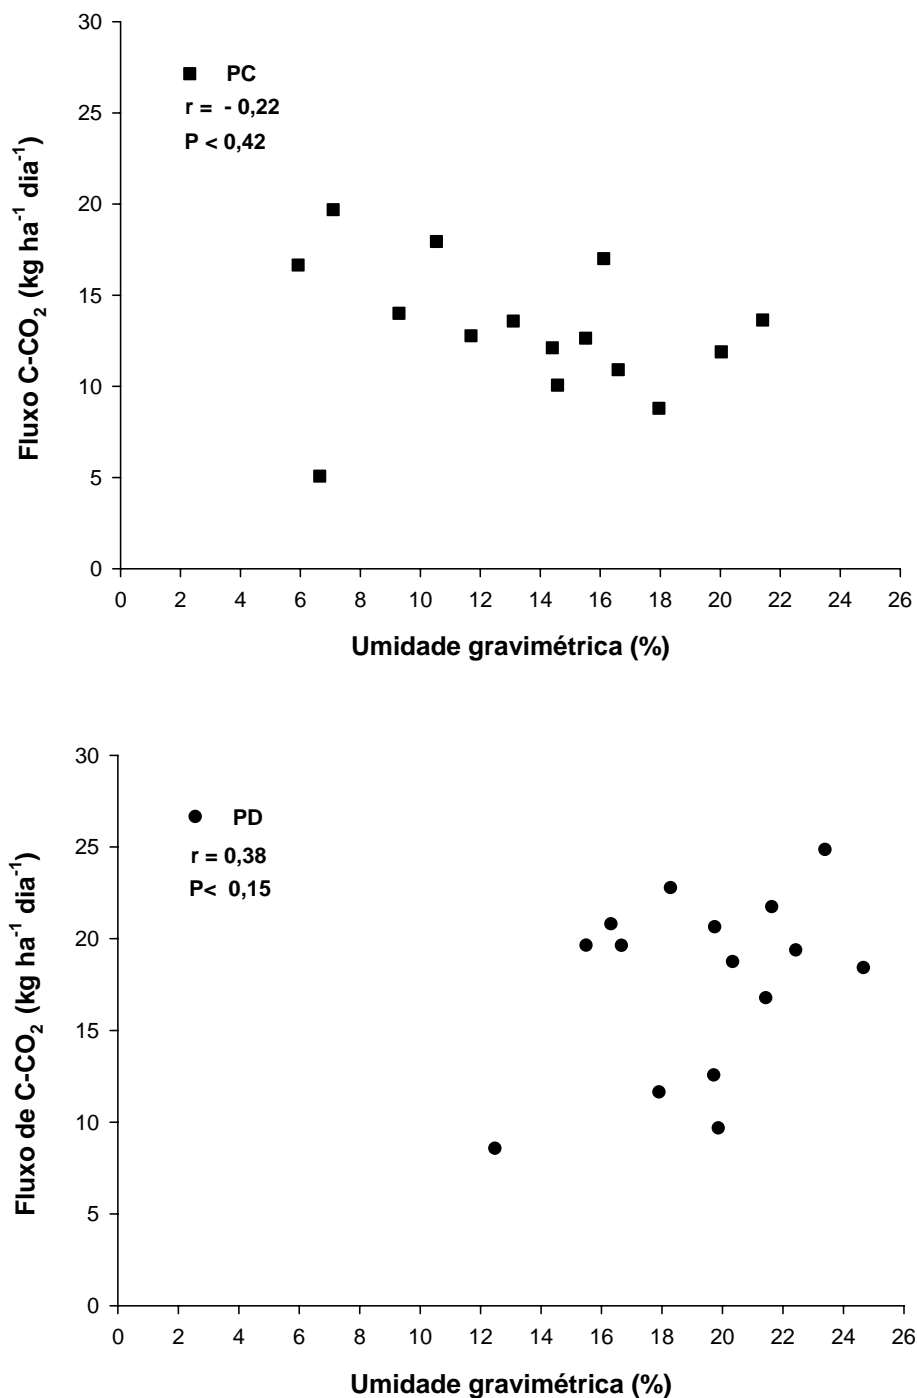 30
25
20
15
10
5
0
Fluxo C-CO₂ (kg ha⁻¹ dia⁻¹)
PC
r = - 0,22
P < 0,42
0 2 4 6 8 10 12 14 16 18 20 22 24 26
Umidade gravimétrica (%)
30
25
20
15
10
5
0
Fluxo de C-CO₂ (kg ha⁻¹ dia⁻¹)
PD
r = 0,38
P< 0,15
0 2 4 6 8 10 12 14 16 18 20 22 24 26
Umidade gravimétrica (%)